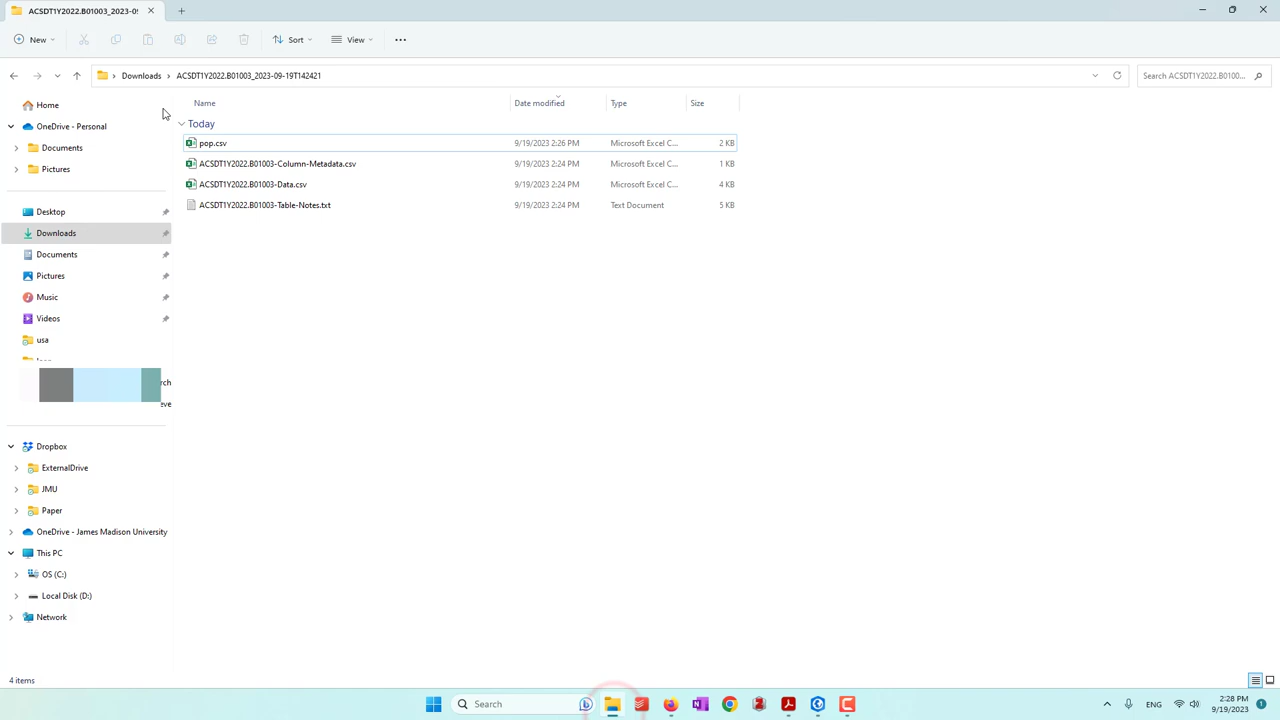 ACSDT1Y2022.B01003_2023-09
New
Sort
View
Downloads
ACSDT1Y2022.B01003_2023-09-19T142421
Search ACSDT1Y2022.B0100...
Home
OneDrive - Personal
Documents
Pictures
Desktop
Downloads
Documents
Pictures
Music
Videos
usa
rch
eve
Dropbox
ExternalDrive
JMU
Paper
OneDrive - James Madison University
This PC
OS (C:)
Local Disk (D:)
Network
Name Date modified Type Size
Today
pop.csv 9/19/2023 2:26 PM Microsoft Excel C... 2 KB
ACSDT1Y2022.B01003-Column-Metadata.csv 9/19/2023 2:24 PM Microsoft Excel C... 1 KB
ACSDT1Y2022.B01003-Data.csv 9/19/2023 2:24 PM Microsoft Excel C... 4 KB
ACSDT1Y2022.B01003-Table-Notes.txt 9/19/2023 2:24 PM Text Document 5 KB
4 items
Search
ENG
2:28 PM
9/19/2023